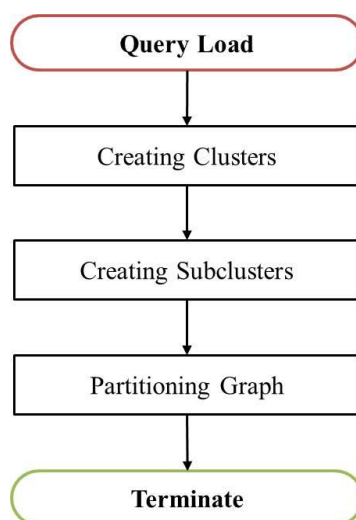 Query Load
Creating Clusters
Creating Subclusters
Partitioning Graph
Terminate